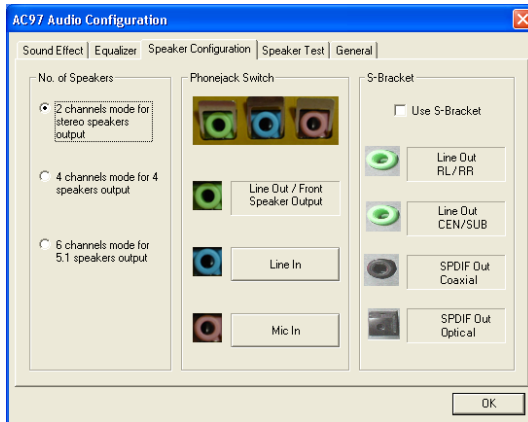 AC97 Audio Configuration
Sound Effect
Equalizer
Speaker Configuration
Speaker Test
General
No. of Speakers
2 channels mode for
stereo speakers
output
4 channels mode for 4
speakers output
6 channels mode for
5.1 speakers output
Phonejack Switch
Line Out / Front
Speaker Output
Line In
Mic In
S-Bracket
Use S-Bracket
Line Out
RL/RR
Line Out
CEN/SUB
SPDIF Out
Coaxial
SPDIF Out
Optical
OK